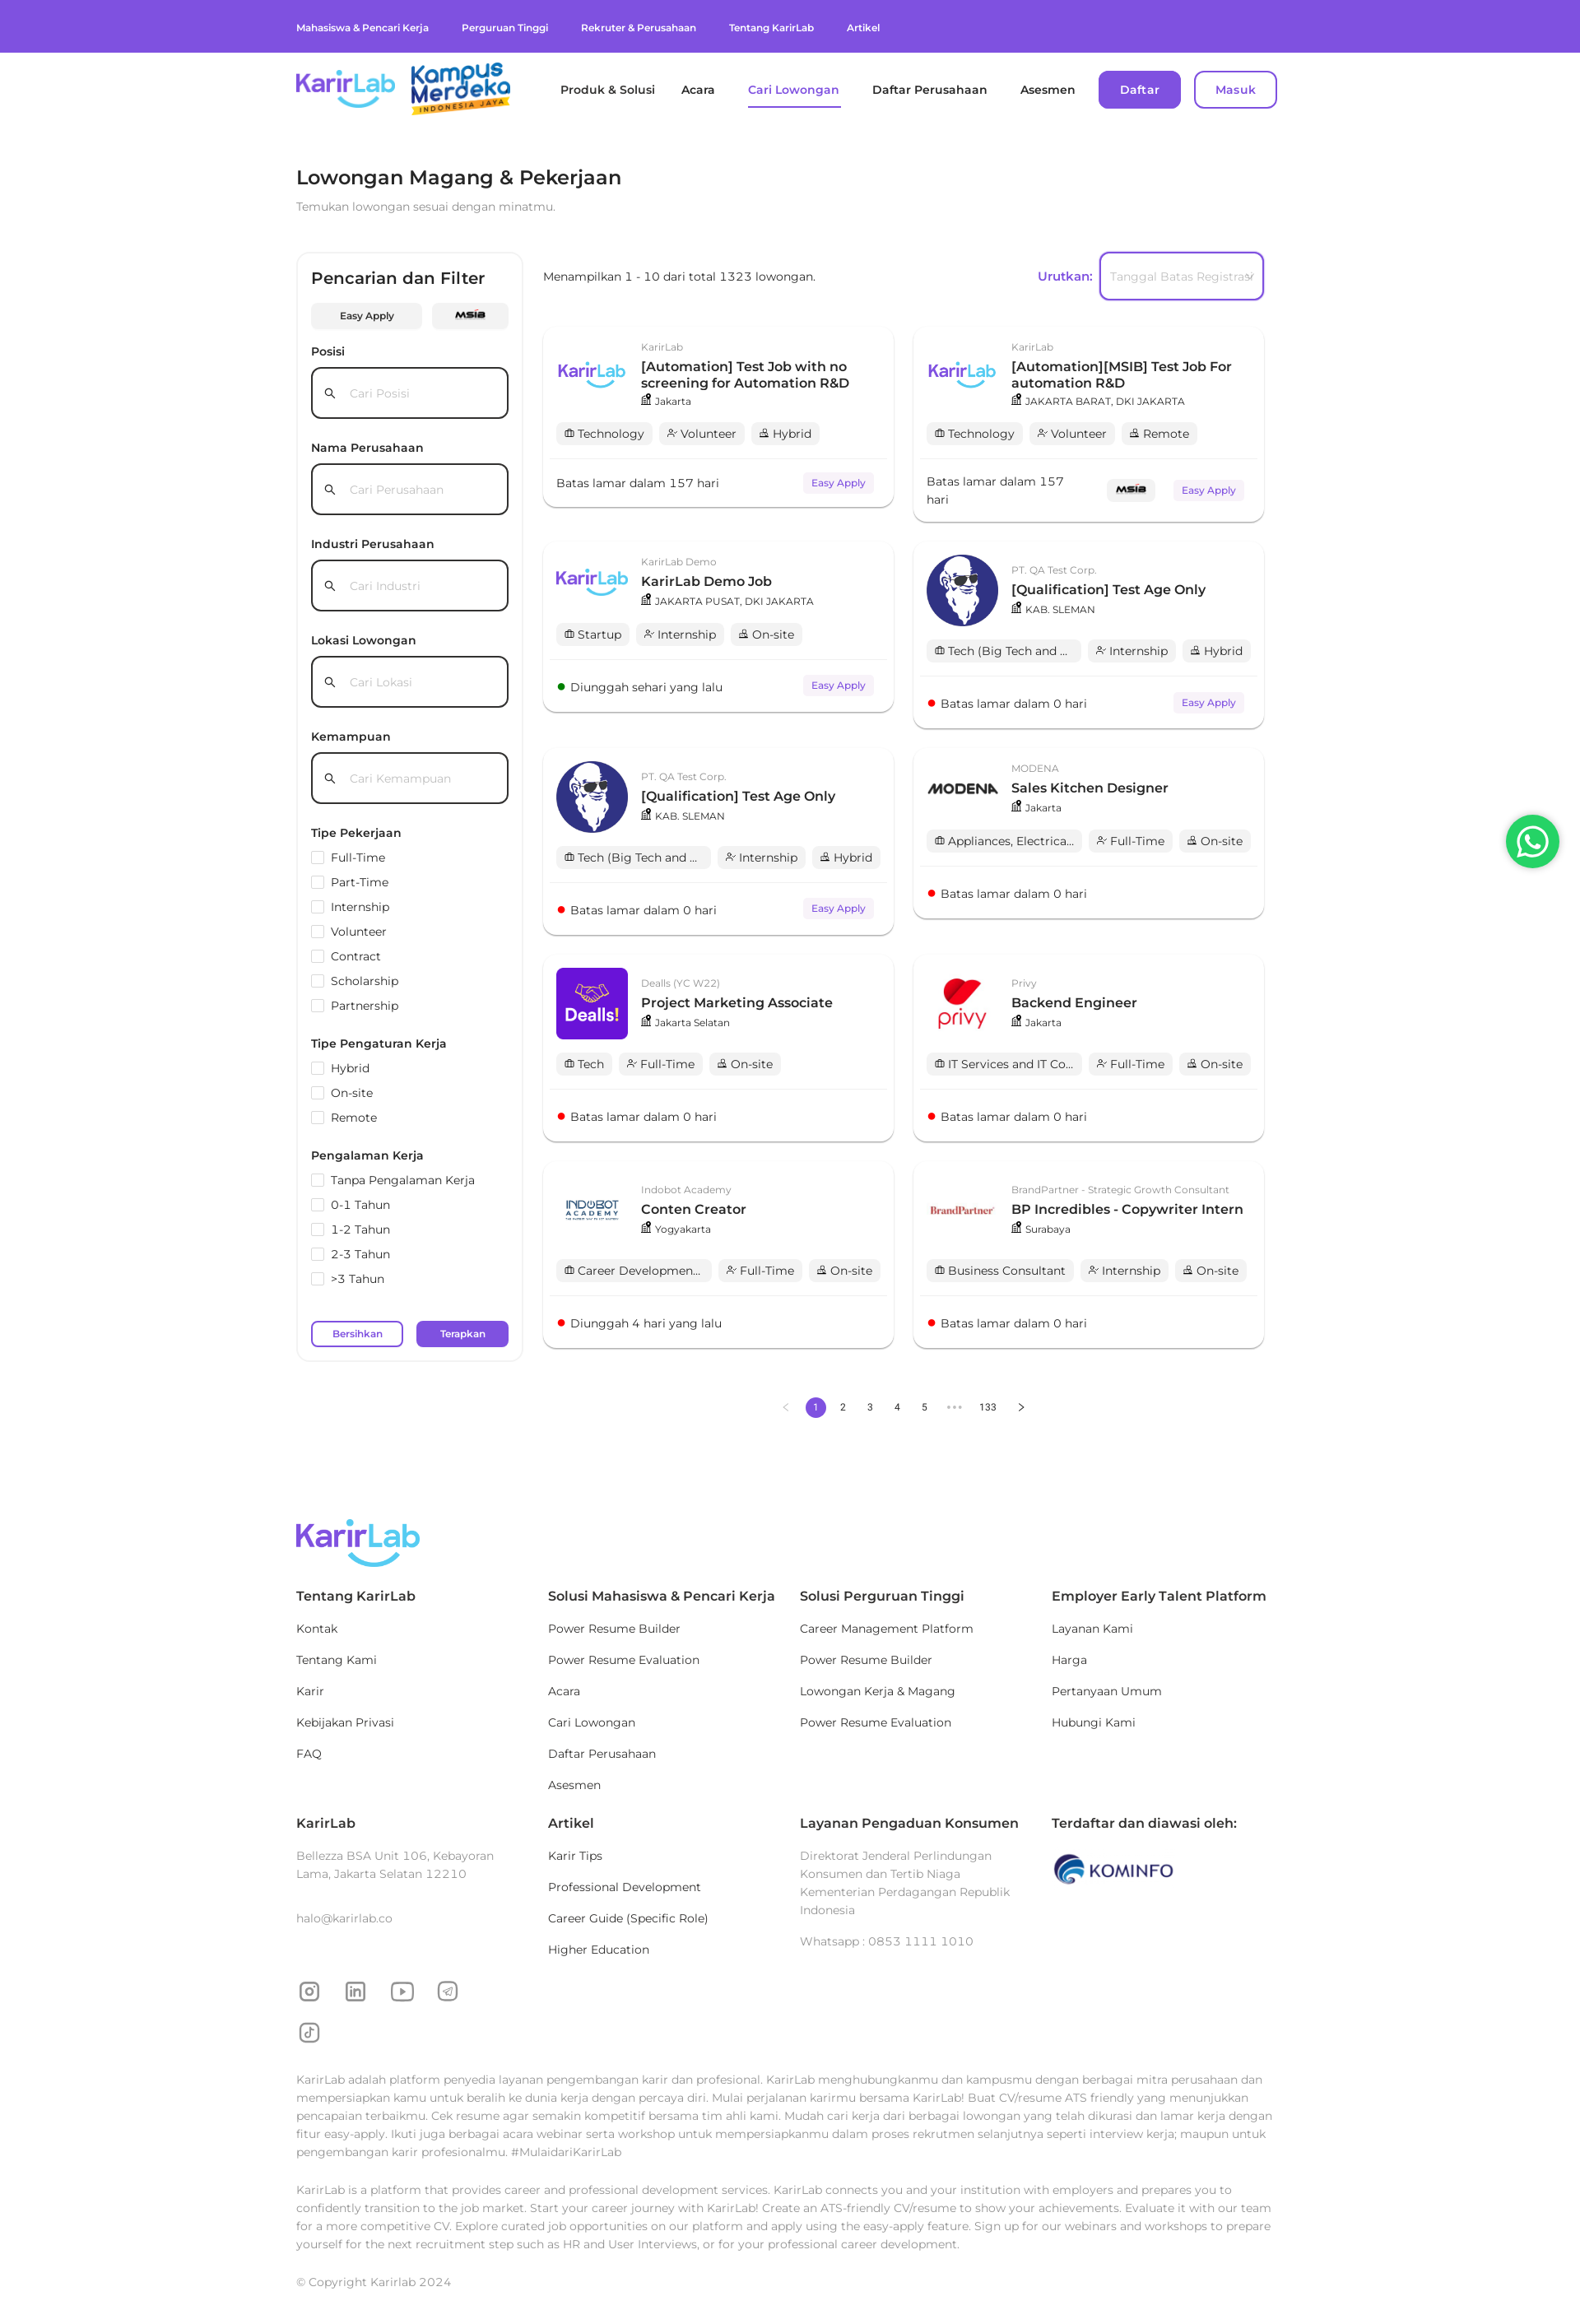 Mahasiswa & Pencari Kerja
Perguruan Tinggi
Rekruter & Perusahaan
Tentang KarirLab
Artikel
KarirLab
Kampus
Merdeka
INDONESIA JAYA
Produk & Solusi
Acara
Cari Lowongan
Daftar Perusahaan
Asesmen
Daftar
Masuk
Lowongan Magang & Pekerjaan
Temukan lowongan sesuai dengan minatmu.
Pencarian dan Filter
Easy Apply
MSIB
Posisi
Cari Posisi
Nama Perusahaan
Cari Perusahaan
Industri Perusahaan
Cari Industri
Lokasi Lowongan
Cari Lokasi
Kemampuan
Cari Kemampuan
Tipe Pekerjaan
Full-Time
Part-Time
Internship
Volunteer
Contract
Scholarship
Partnership
Tipe Pengaturan Kerja
Hybrid
On-site
Remote
Pengalaman Kerja
Tanpa Pengalaman Kerja
0-1 Tahun
1-2 Tahun
2-3 Tahun
>3 Tahun
Bersihkan
Terapkan
Menampilkan 1 - 10 dari total 1323 lowongan.
Urutkan:
Tanggal Batas Registrasi
KarirLab
KarirLab
[Automation] Test Job with no
screening for Automation R&D
Jakarta
Technology
Volunteer
Hybrid
Batas lamar dalam 157 hari
Easy Apply
KarirLab
KarirLab
[Automation][MSIB] Test Job For
automation R&D
JAKARTA BARAT, DKI JAKARTA
Technology
Volunteer
Remote
Batas lamar dalam 157
hari
MSIB
Easy Apply
KarirLab
KarirLab Demo
KarirLab Demo Job
JAKARTA PUSAT, DKI JAKARTA
Startup
Internship
On-site
Diunggah sehari yang lalu
Easy Apply
PT. QA Test Corp.
[Qualification] Test Age Only
KAB. SLEMAN
Tech (Big Tech and ...
Internship
Hybrid
Batas lamar dalam 0 hari
Easy Apply
PT. QA Test Corp.
[Qualification] Test Age Only
KAB. SLEMAN
Tech (Big Tech and ...
Internship
Hybrid
Batas lamar dalam 0 hari
Easy Apply
MODENA
MODENA
Sales Kitchen Designer
Jakarta
Appliances, Electrica...
Full-Time
On-site
Batas lamar dalam 0 hari
Dealls!
Dealls (YC W22)
Project Marketing Associate
Jakarta Selatan
Tech
Full-Time
On-site
Batas lamar dalam 0 hari
privy
Privy
Backend Engineer
Jakarta
IT Services and IT Co...
Full-Time
On-site
Batas lamar dalam 0 hari
INDOBOT
ACADEMY
Indobot Academy
Conten Creator
Yogyakarta
Career Developmen...
Full-Time
On-site
Diunggah 4 hari yang lalu
BrandPartner
BrandPartner - Strategic Growth Consultant
BP Incredibles - Copywriter Intern
Surabaya
Business Consultant
Internship
On-site
Batas lamar dalam 0 hari
1 2 3 4 5 ••• 133
KarirLab
Tentang KarirLab
Kontak
Tentang Kami
Karir
Kebijakan Privasi
FAQ
Solusi Mahasiswa & Pencari Kerja
Power Resume Builder
Power Resume Evaluation
Acara
Cari Lowongan
Daftar Perusahaan
Asesmen
Solusi Perguruan Tinggi
Career Management Platform
Power Resume Builder
Lowongan Kerja & Magang
Power Resume Evaluation
Employer Early Talent Platform
Layanan Kami
Harga
Pertanyaan Umum
Hubungi Kami
KarirLab
Bellezza BSA Unit 106, Kebayoran
Lama, Jakarta Selatan 12210
halo@karirlab.co
Artikel
Karir Tips
Professional Development
Career Guide (Specific Role)
Higher Education
Layanan Pengaduan Konsumen
Direktorat Jenderal Perlindungan
Konsumen dan Tertib Niaga
Kementerian Perdagangan Republik
Indonesia
Whatsapp : 0853 1111 1010
Terdaftar dan diawasi oleh:
KOMINFO
KarirLab adalah platform penyedia layanan pengembangan karir dan profesional. KarirLab menghubungkanmu dan kampusmu dengan berbagai mitra perusahaan dan
mempersiapkan kamu untuk beralih ke dunia kerja dengan percaya diri. Mulai perjalanan karirmu bersama KarirLab! Buat CV/resume ATS friendly yang menunjukkan
pencapaian terbaikmu. Cek resume agar semakin kompetitif bersama tim ahli kami. Mudah cari kerja dari berbagai lowongan yang telah dikurasi dan lamar kerja dengan
fitur easy-apply. Ikuti juga berbagai acara webinar serta workshop untuk mempersiapkanmu dalam proses rekrutmen selanjutnya seperti interview kerja; maupun untuk
pengembangan karir profesionalmu. #MulaidariKarirLab
KarirLab is a platform that provides career and professional development services. KarirLab connects you and your institution with employers and prepares you to
confidently transition to the job market. Start your career journey with KarirLab! Create an ATS-friendly CV/resume to show your achievements. Evaluate it with our team
for a more competitive CV. Explore curated job opportunities on our platform and apply using the easy-apply feature. Sign up for our webinars and workshops to prepare
yourself for the next recruitment step such as HR and User Interviews, or for your professional career development.
© Copyright Karirlab 2024